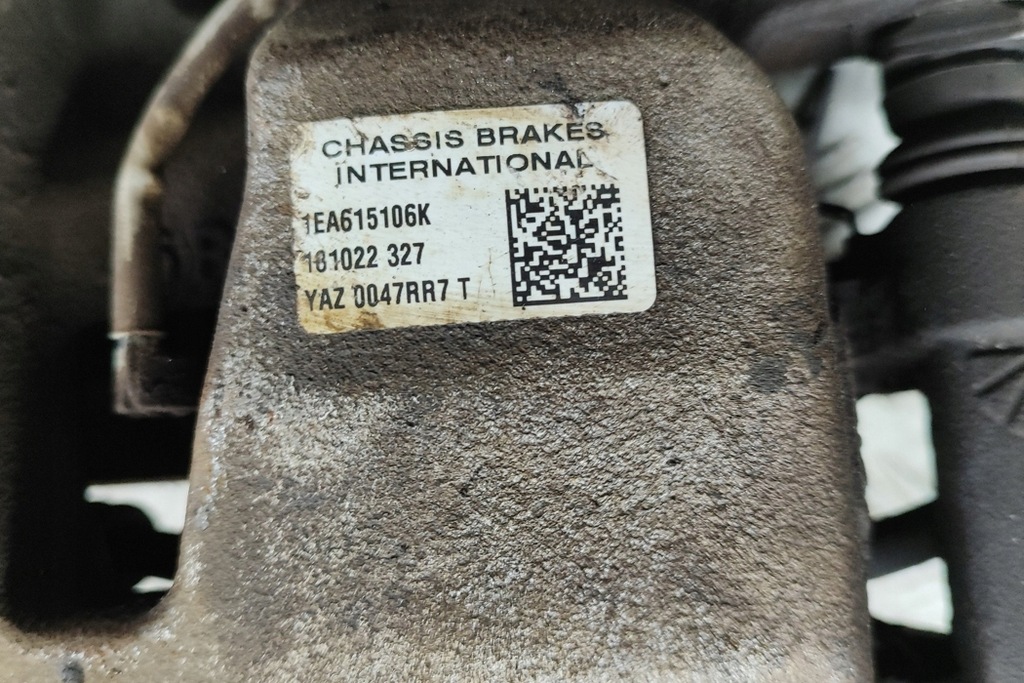 CHASSIS BRAKES
INTERNATIONAL
1EA615106K
181022 327
YAZ 0047RR7 T